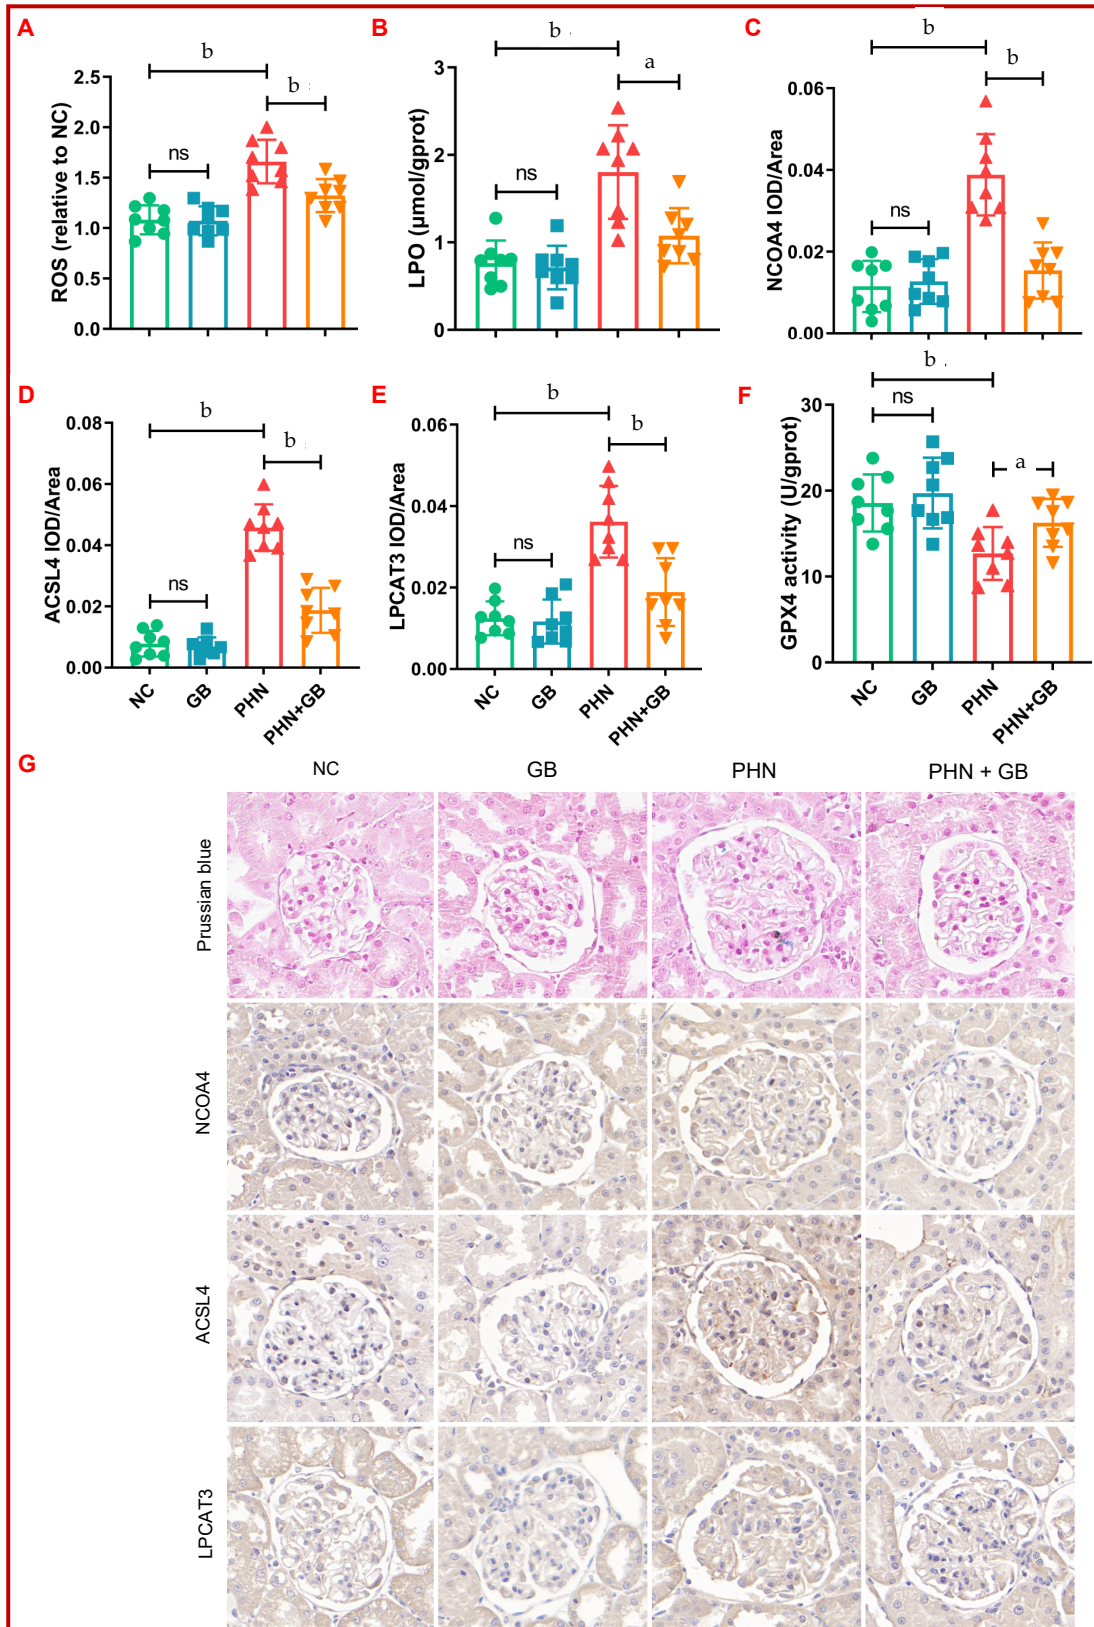 A
b
b
ns
ROS (relative to NC)
2.5
2.0
1.5
1.0
0.5
0.0
B
b
a
ns
LPO (μmol/gprot)
3
2
1
0
C
b
b
ns
NCOA4 IOD/Area
0.06
0.04
0.02
0.00
D
b
b
ns
ACSL4 IOD/Area
0.08
0.06
0.04
0.02
0.00
NC
GB
PHN
PHN+GB
E
b
b
ns
LPCAT3 IOD/Area
0.06
0.04
0.02
0.00
NC
GB
PHN
PHN+GB
F
b
ns
a
GPX4 activity (U/gprot)
30
20
10
0
NC
GB
PHN
PHN+GB
G
NC GB PHN PHN + GB
Prussian blue
NCOA4
ACSL4
LPCAT3